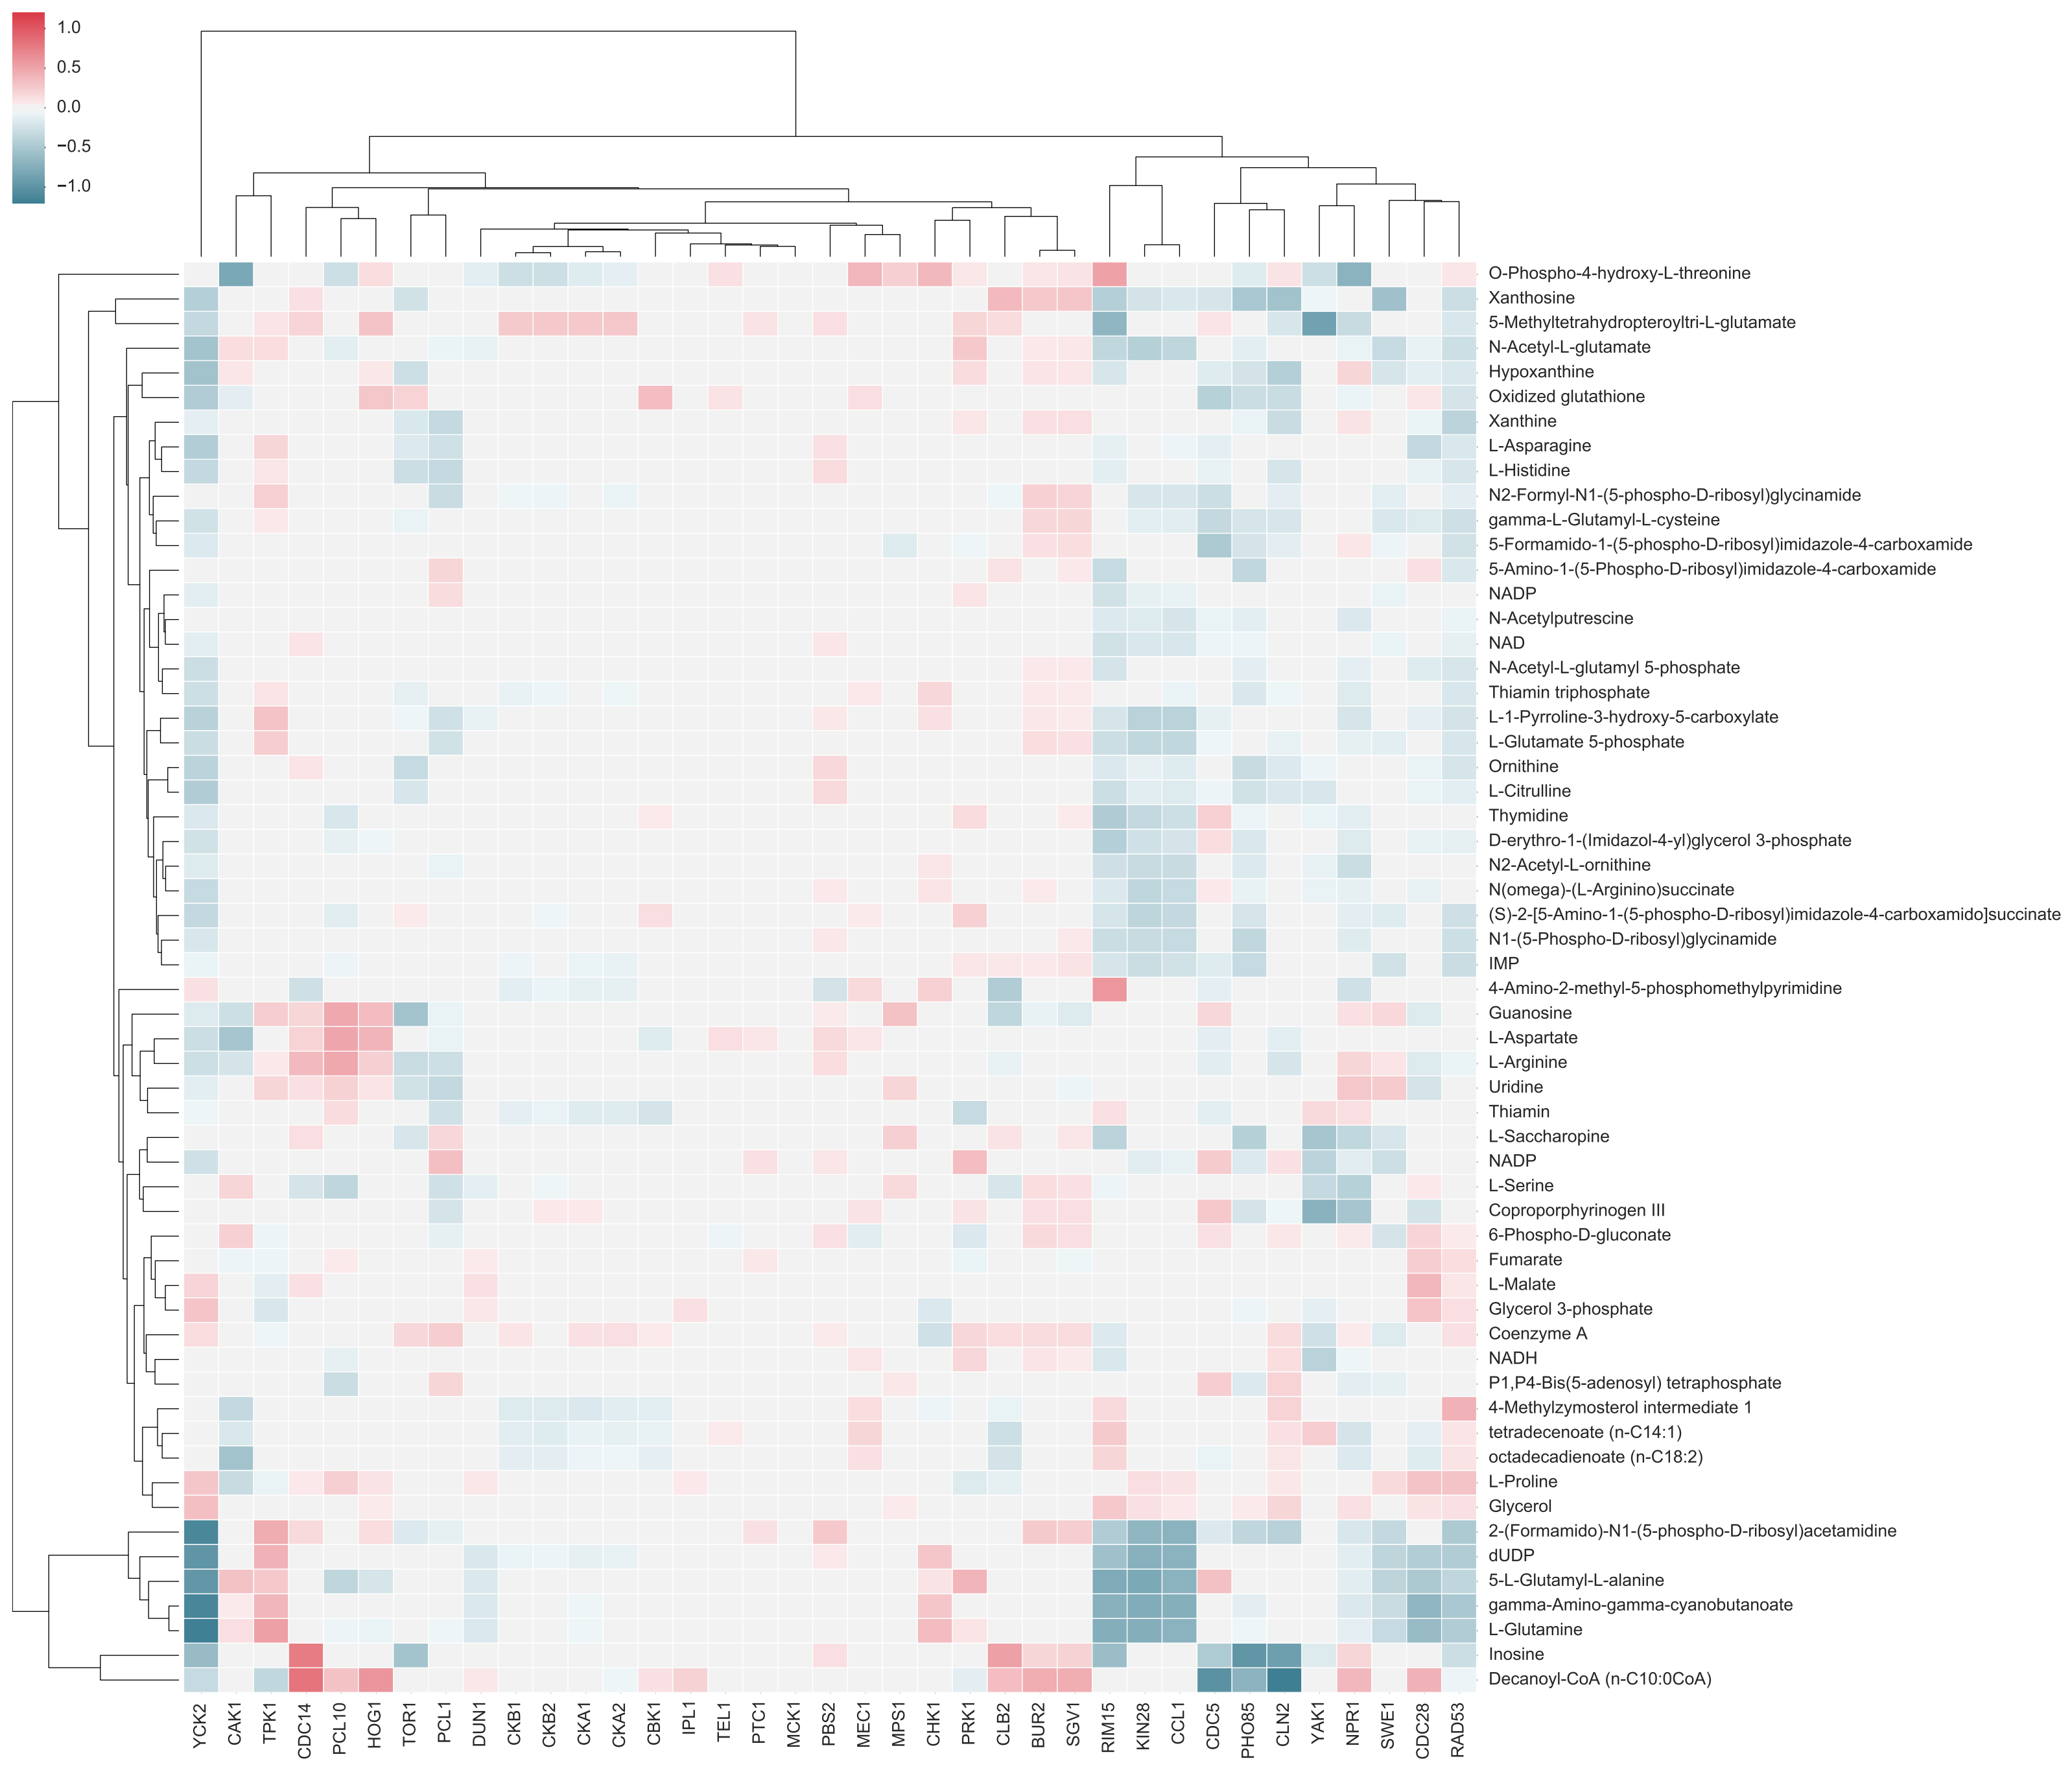 1.0
0.5
0.0
−0.5
−1.0
O-Phospho-4-hydroxy-L-threonine
Xanthosine
5-Methyltetrahydropteroyltri-L-glutamate
N-Acetyl-L-glutamate
Hypoxanthine
Oxidized glutathione
Xanthine
L-Asparagine
L-Histidine
N2-Formyl-N1-(5-phospho-D-ribosyl)glycinamide
gamma-L-Glutamyl-L-cysteine
5-Formamido-1-(5-phospho-D-ribosyl)imidazole-4-carboxamide
5-Amino-1-(5-Phospho-D-ribosyl)imidazole-4-carboxamide
NADP
N-Acetylputrescine
NAD
N-Acetyl-L-glutamyl 5-phosphate
Thiamin triphosphate
L-1-Pyrroline-3-hydroxy-5-carboxylate
L-Glutamate 5-phosphate
Ornithine
L-Citrulline
Thymidine
D-erythro-1-(Imidazol-4-yl)glycerol 3-phosphate
N2-Acetyl-L-ornithine
N(omega)-(L-Arginino)succinate
(S)-2-[5-Amino-1-(5-phospho-D-ribosyl)imidazole-4-carboxamido]succinate
N1-(5-Phospho-D-ribosyl)glycinamide
IMP
4-Amino-2-methyl-5-phosphomethylpyrimidine
Guanosine
L-Aspartate
L-Arginine
Uridine
Thiamin
L-Saccharopine
NADP
L-Serine
Coproporphyrinogen III
6-Phospho-D-gluconate
Fumarate
L-Malate
Glycerol 3-phosphate
Coenzyme A
NADH
P1,P4-Bis(5-adenosyl) tetraphosphate
4-Methylzymosterol intermediate 1
tetradecenoate (n-C14:1)
octadecadienoate (n-C18:2)
L-Proline
Glycerol
2-(Formamido)-N1-(5-phospho-D-ribosyl)acetamidine
dUDP
5-L-Glutamyl-L-alanine
gamma-Amino-gamma-cyanobutanoate
L-Glutamine
Inosine
Decanoyl-CoA (n-C10:0CoA)
YCK2
CAK1
TPK1
CDC14
PCL10
HOG1
TOR1
PCL1
DUN1
CKB1
CKB2
CKA1
CKA2
CBK1
IPL1
TEL1
PTC1
MCK1
PBS2
MEC1
MPS1
CHK1
PRK1
CLB2
BUR2
SGV1
RIM15
KIN28
CCL1
CDC5
PHO85
CLN2
YAK1
NPR1
SWE1
CDC28
RAD53